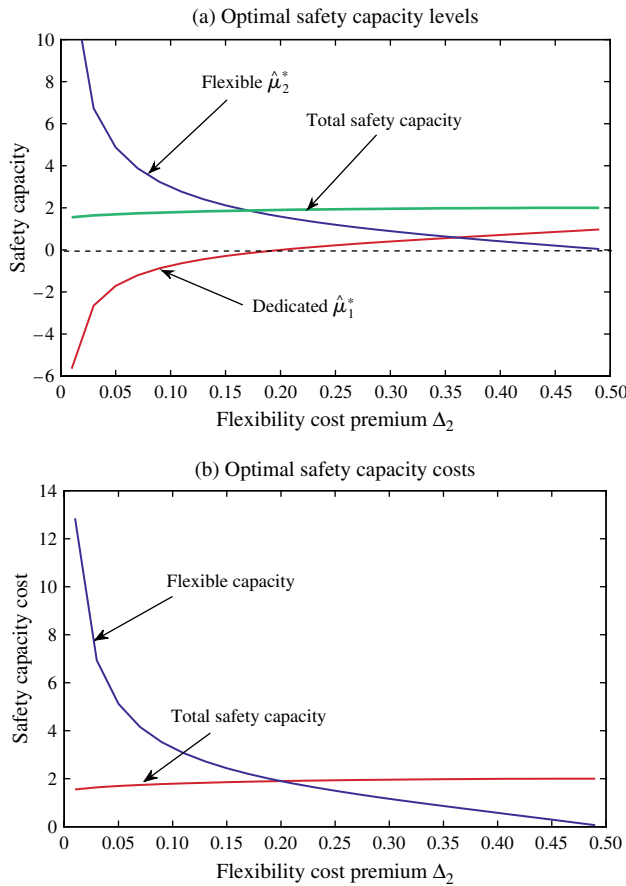 (a) Optimal safety capacity levels
10
8
6
4
2
0
−2
−4
−6
Safety capacity
Flexible μ̂₂*
Total safety capacity
Dedicated μ̂₁*
0 0.05 0.10 0.15 0.20 0.25 0.30 0.35 0.40 0.45 0.50
Flexibility cost premium Δ₂
(b) Optimal safety capacity costs
14
12
10
8
6
4
2
0
Safety capacity cost
Flexible capacity
Total safety capacity
0 0.05 0.10 0.15 0.20 0.25 0.30 0.35 0.40 0.45 0.50
Flexibility cost premium Δ₂